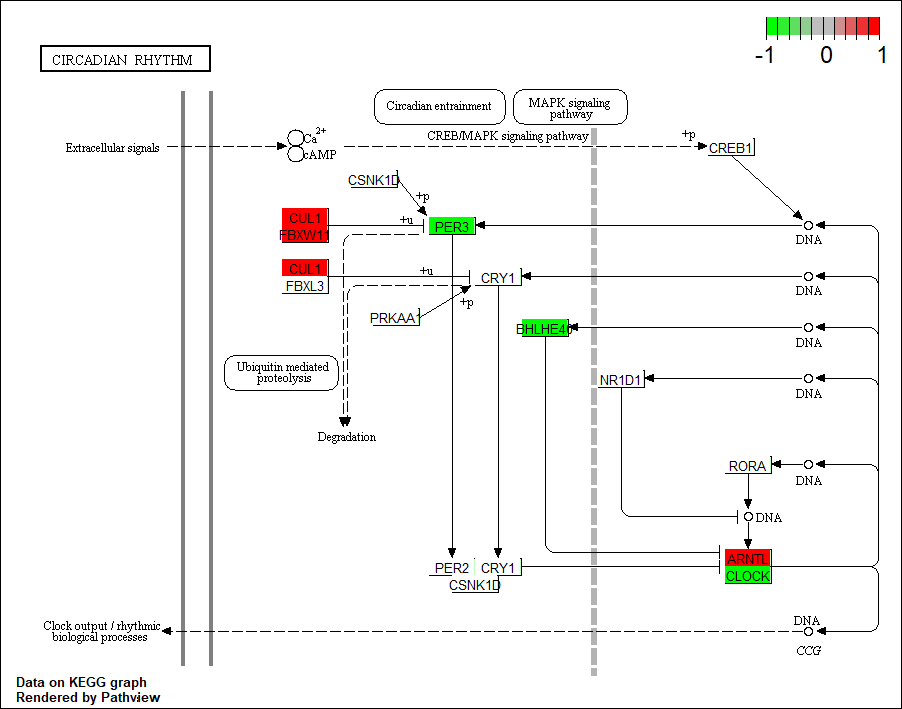 -1 0 1
CIRCADIAN RHYTHM
Circadian entrainment
MAPK signaling
pathway
CREB/MAPK signaling pathway
Extracellular signals
Ca2+
cAMP
+p
CREB1
CSNK1D
+p
CUL1
FBXW11
+u
PER3
DNA
CUL1
FBXL3
+u
CRY1
DNA
+p
PRKAA1
BHLHE40
DNA
Ubiquitin mediated
proteolysis
NR1D1
DNA
Degradation
RORA
DNA
DNA
ARNTL
CLOCK
PER2 CRY1
CSNK1D
Clock output / rhythmic
biological processes
DNA
CCG
Data on KEGG graph
Rendered by Pathview